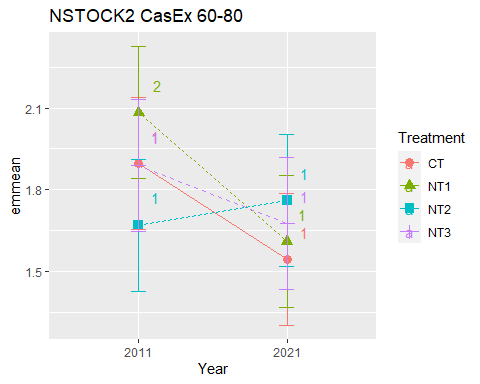 NSTOCK2 CasEx 60-80
2
2.1
1
1
1
1.8
1
1
1
1.5
emmean
2011
2021
Year
Treatment
a CT
a NT1
a NT2
a NT3